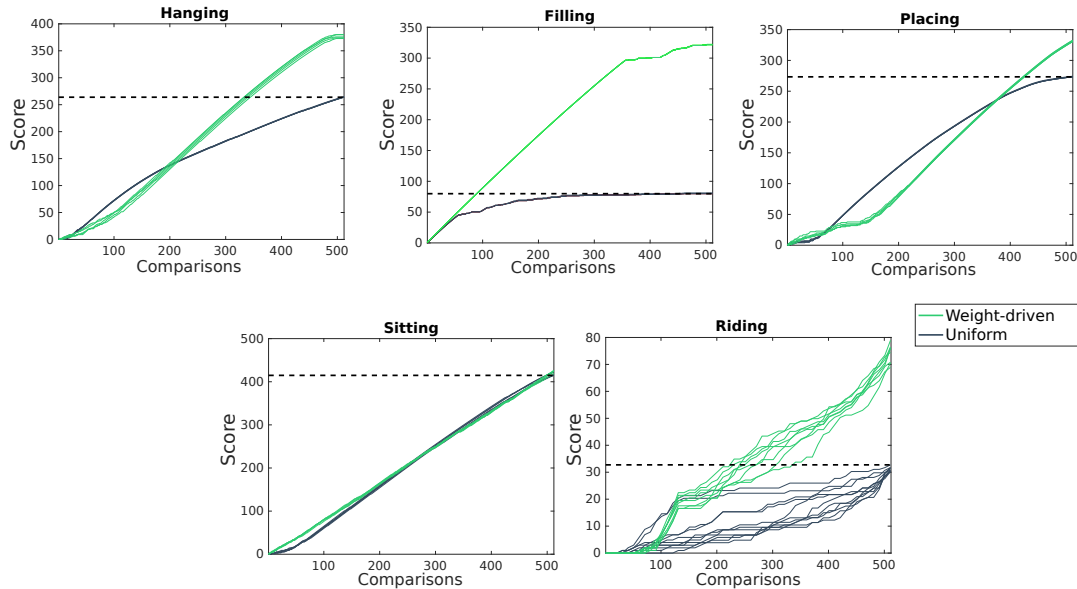 Hanging
Score
400
350
300
250
200
150
100
50
0
100 200 300 400 500
Comparisons
Filling
Score
350
300
250
200
150
100
50
0
100 200 300 400 500
Comparisons
Placing
Score
350
300
250
200
150
100
50
0
100 200 300 400 500
Comparisons
Sitting
Score
500
400
300
200
100
0
100 200 300 400 500
Comparisons
Riding
Score
80
70
60
50
40
30
20
10
0
100 200 300 400 500
Comparisons
Weight-driven
Uniform